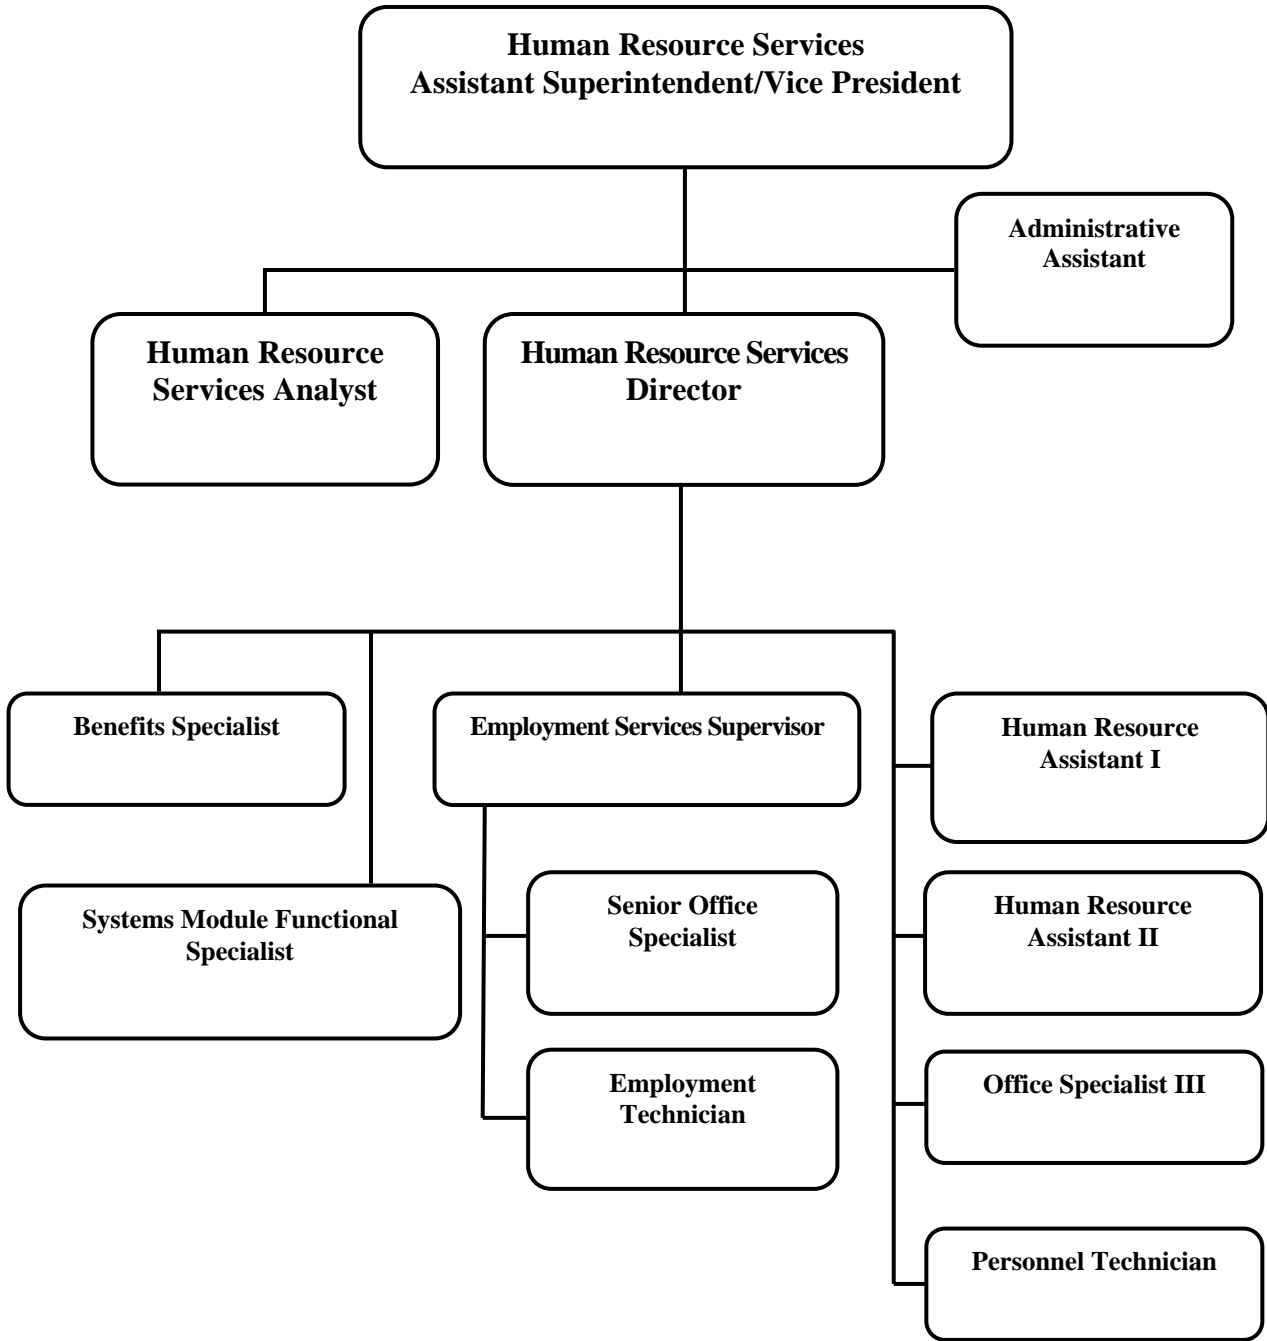 Human Resource Services
Assistant Superintendent/Vice President
Administrative
Assistant
Human Resource
Services Analyst
Human Resource Services
Director
Benefits Specialist
Employment Services Supervisor
Human Resource
Assistant I
Systems Module Functional
Specialist
Senior Office
Specialist
Human Resource
Assistant II
Employment
Technician
Office Specialist III
Personnel Technician